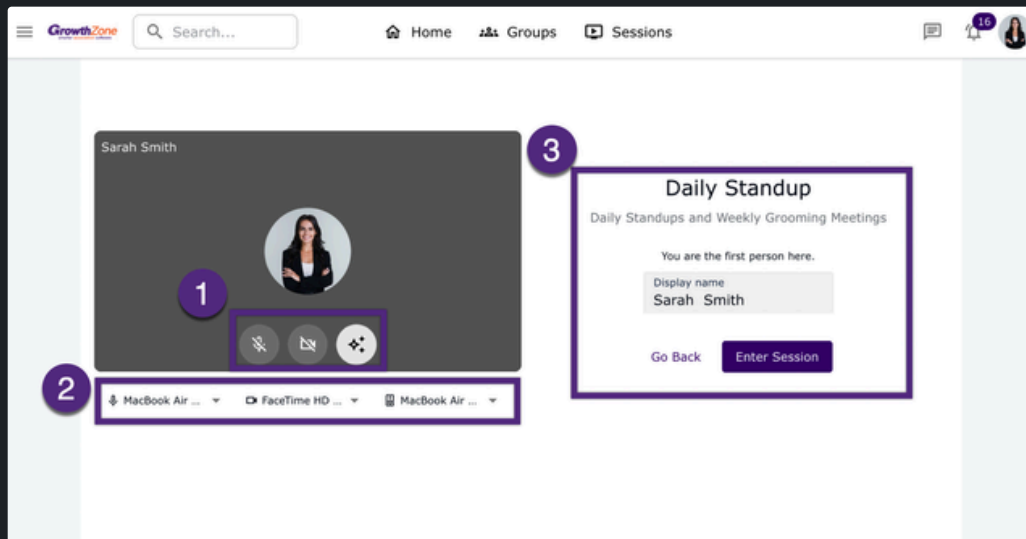 GrowthZone
Search...
Home
Groups
Sessions
16
Sarah Smith
1
2
MacBook Air ...
FaceTime HD ...
MacBook Air ...
3
Daily Standup
Daily Standups and Weekly Grooming Meetings
You are the first person here.
Display name
Sarah Smith
Go Back
Enter Session